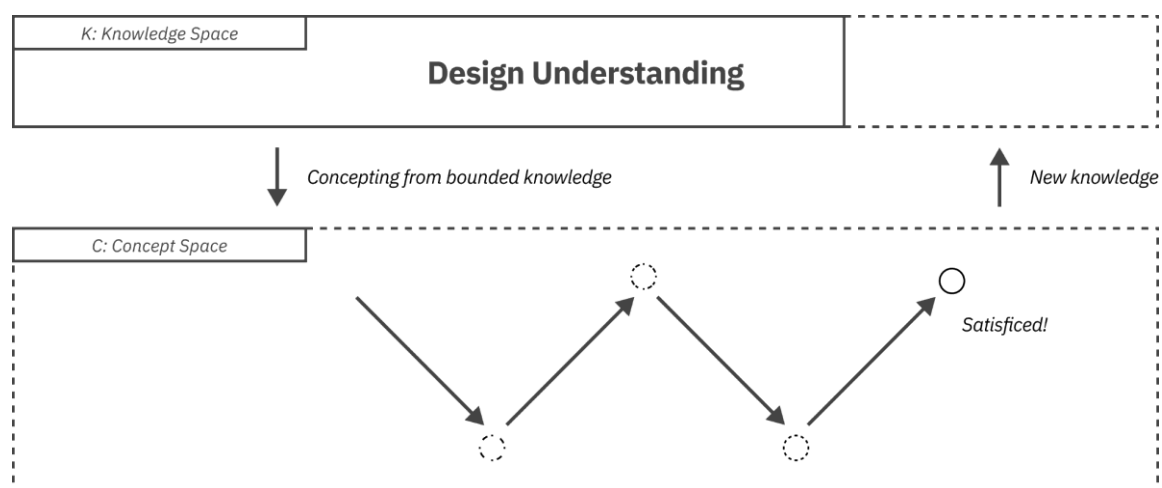 K: Knowledge Space
Design Understanding
Concepting from bounded knowledge
New knowledge
C: Concept Space
Satisficed!